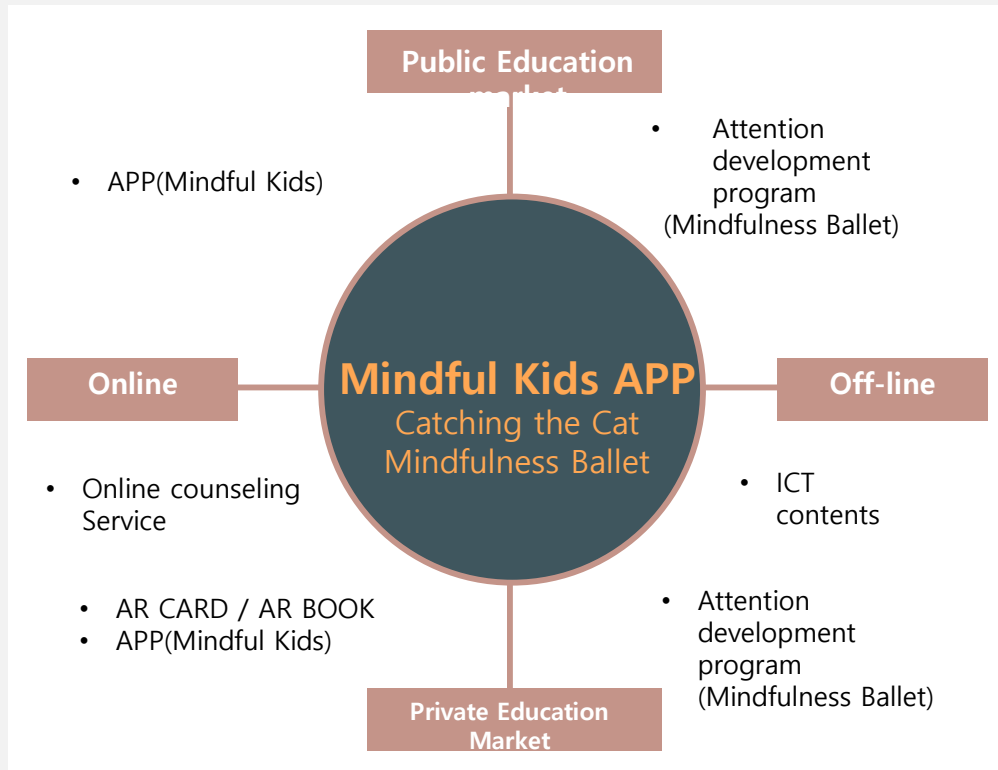 Public Education
market
• Attention
development
program
(Mindfulness Ballet)
• APP(Mindful Kids)
Online
Mindful Kids APP
Catching the Cat
Mindfulness Ballet
Off-line
• Online counseling
Service
• ICT
contents
• AR CARD / AR BOOK
• APP(Mindful Kids)
• Attention
development
program
(Mindfulness Ballet)
Private Education
Market